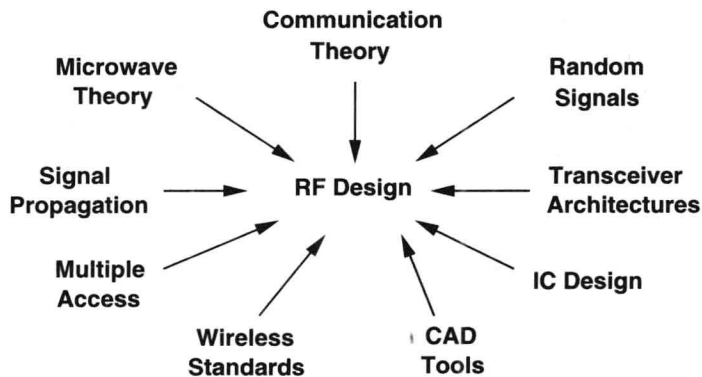 Communication
Theory
Microwave
Theory
Random
Signals
Signal
Propagation
RF Design
Transceiver
Architectures
Multiple
Access
IC Design
Wireless
Standards
CAD
Tools